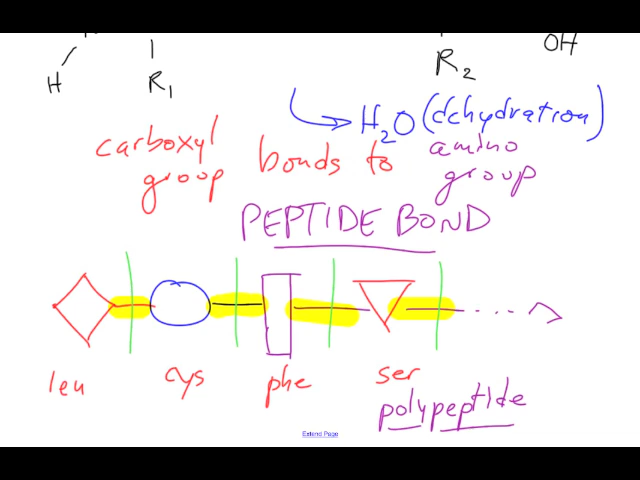 H
R1
R2
OH
H2O (dehydration)
carboxyl group bonds to amino group
PEPTIDE BOND
leu cys phe ser
polypeptide
Extend Page